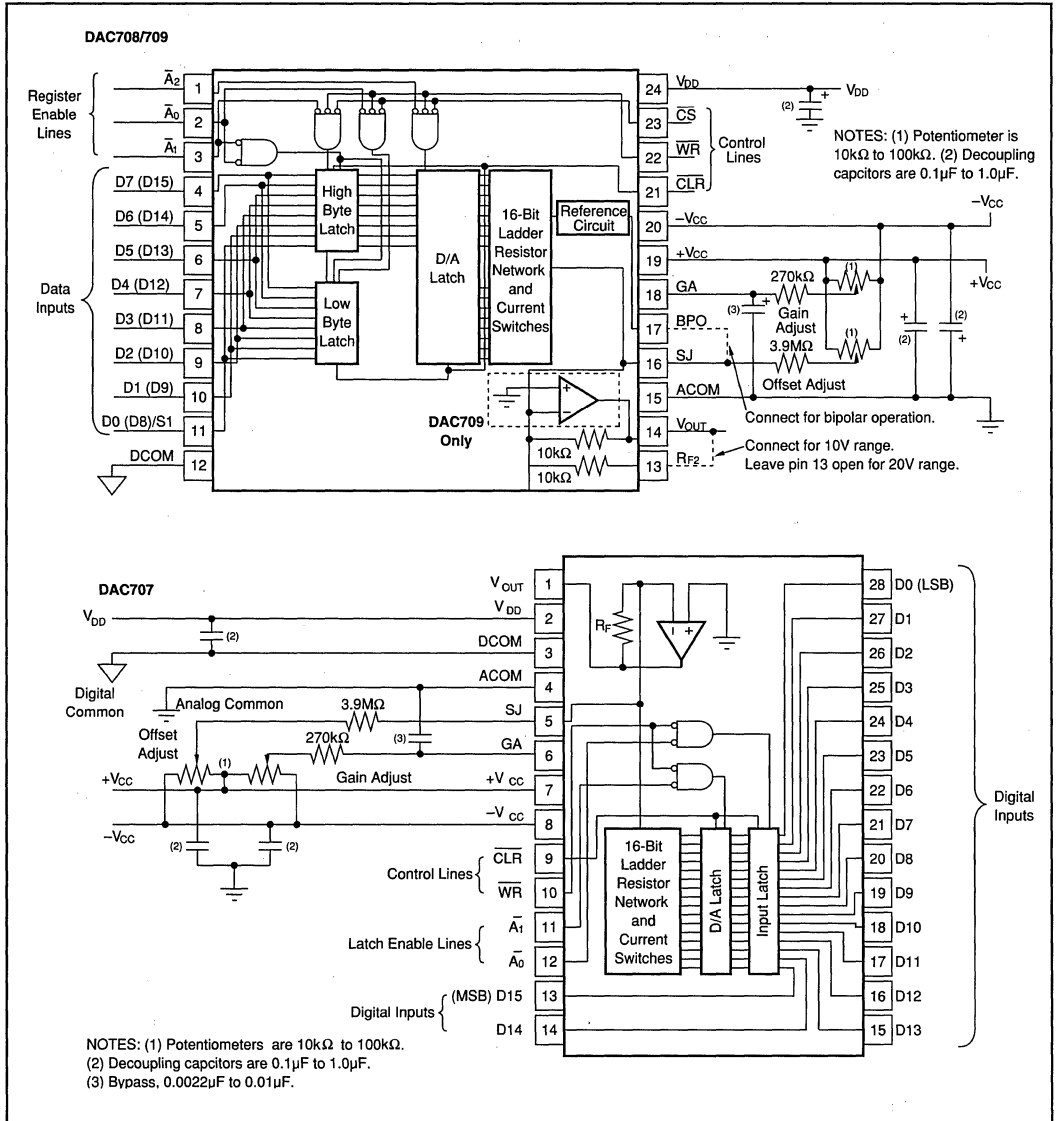 DAC708/709
Register
Enable
Lines
A̅2 1
A̅0 2
A̅1 3
Data
Inputs
D7 (D15) 4
D6 (D14) 5
D5 (D13) 6
D4 (D12) 7
D3 (D11) 8
D2 (D10) 9
D1 (D9) 10
D0 (D8)/S1 11
DCOM 12
High
Byte
Latch
Low
Byte
Latch
D/A
Latch
16-Bit
Ladder
Resistor
Network
and
Current
Switches
Reference
Circuit
DAC709
Only
+
−
10kΩ
10kΩ
24 VDD
(2) + VDD
23 C̅S̅
22 W̅R̅
21 C̅L̅R̅
Control
Lines
NOTES: (1) Potentiometer is
10kΩ to 100kΩ. (2) Decoupling
capcitors are 0.1µF to 1.0µF.
20 −VCC
−VCC
19 +VCC
+VCC
18 GA
(3) +
270kΩ
(1)
Gain
Adjust
17 BPO
16 SJ
3.9MΩ
(1)
Offset Adjust
+
(2)
(2)
+
15 ACOM
Connect for bipolar operation.
14 VOUT
Connect for 10V range.
Leave pin 13 open for 20V range.
13 RF2
DAC707
VOUT 1
VDD
VDD 2
(2)
DCOM 3
Digital
Common
ACOM 4
Analog Common
3.9MΩ
SJ 5
Offset
Adjust
270kΩ
(3)
GA 6
(1)
Gain Adjust
+VCC
+VCC 7
−VCC
−VCC 8
(2)
(2)
Control Lines
C̅L̅R̅ 9
W̅R̅ 10
Latch Enable Lines
A̅1 11
A̅0 12
Digital Inputs
(MSB) D15 13
D14 14
RF
− +
16-Bit
Ladder
Resistor
Network
and
Current
Switches
D/A Latch
Input Latch
28 D0 (LSB)
27 D1
26 D2
25 D3
24 D4
23 D5
22 D6
21 D7
20 D8
19 D9
18 D10
17 D11
16 D12
15 D13
Digital
Inputs
NOTES: (1) Potentiometers are 10kΩ to 100kΩ.
(2) Decoupling capcitors are 0.1µF to 1.0µF.
(3) Bypass, 0.0022µF to 0.01µF.